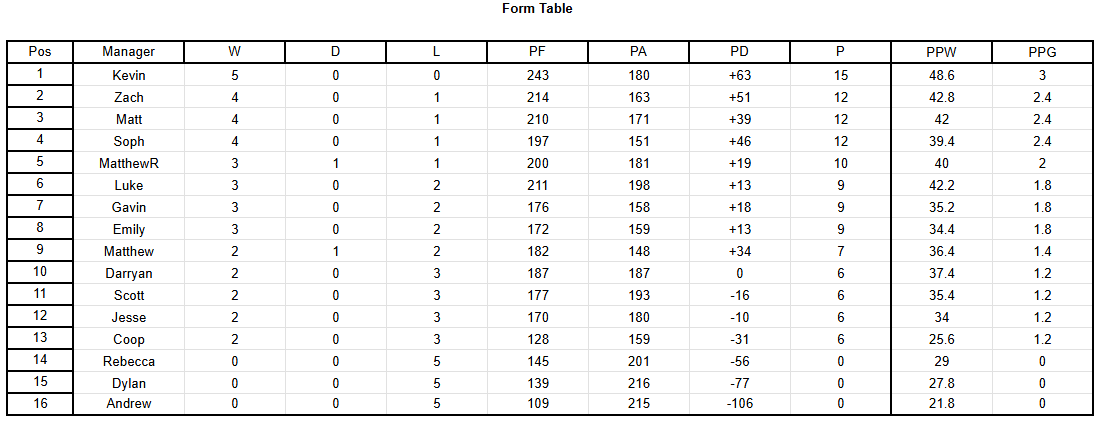 Form Table
Pos Manager W D L PF PA PD P PPW PPG
1 Kevin 5 0 0 243 180 +63 15 48.6 3
2 Zach 4 0 1 214 163 +51 12 42.8 2.4
3 Matt 4 0 1 210 171 +39 12 42 2.4
4 Soph 4 0 1 197 151 +46 12 39.4 2.4
5 MatthewR 3 1 1 200 181 +19 10 40 2
6 Luke 3 0 2 211 198 +13 9 42.2 1.8
7 Gavin 3 0 2 176 158 +18 9 35.2 1.8
8 Emily 3 0 2 172 159 +13 9 34.4 1.8
9 Matthew 2 1 2 182 148 +34 7 36.4 1.4
10 Darryan 2 0 3 187 187 0 6 37.4 1.2
11 Scott 2 0 3 177 193 -16 6 35.4 1.2
12 Jesse 2 0 3 170 180 -10 6 34 1.2
13 Coop 2 0 3 128 159 -31 6 25.6 1.2
14 Rebecca 0 0 5 145 201 -56 0 29 0
15 Dylan 0 0 5 139 216 -77 0 27.8 0
16 Andrew 0 0 5 109 215 -106 0 21.8 0